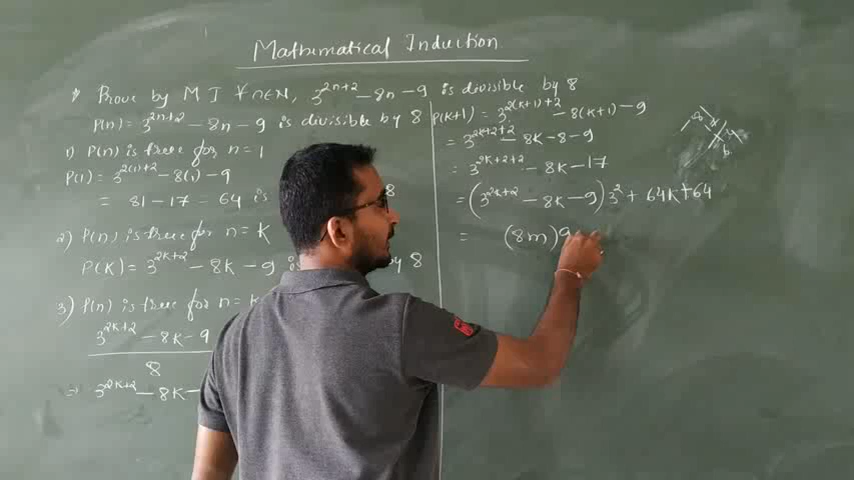 Mathematical Induction
Prove by M I ∀ n∈N, 3^{2n+2} - 8n - 9 is divisible by 8
P(n) = 3^{2n+2} - 8n - 9 is divisible by 8
1) P(n) is true for n = 1
P(1) = 3^{2(1)+2} - 8(1) - 9
= 81 - 17 = 64 is 8
2) P(n) is true for n = k
P(k) = 3^{2k+2} - 8k - 9 is by 8
3) P(n) is true for n = k
3^{2k+2} - 8k - 9
8
⇒ 3^{2k+2} - 8k -
P(k+1) = 3^{2(k+1)+2} - 8(k+1) - 9
= 3^{2k+2+2} - 8k - 8 - 9
= 3^{2k+2+2} - 8k - 17
= (3^{2k+2} - 8k - 9)3^2 + 64k + 64
= (8m)9